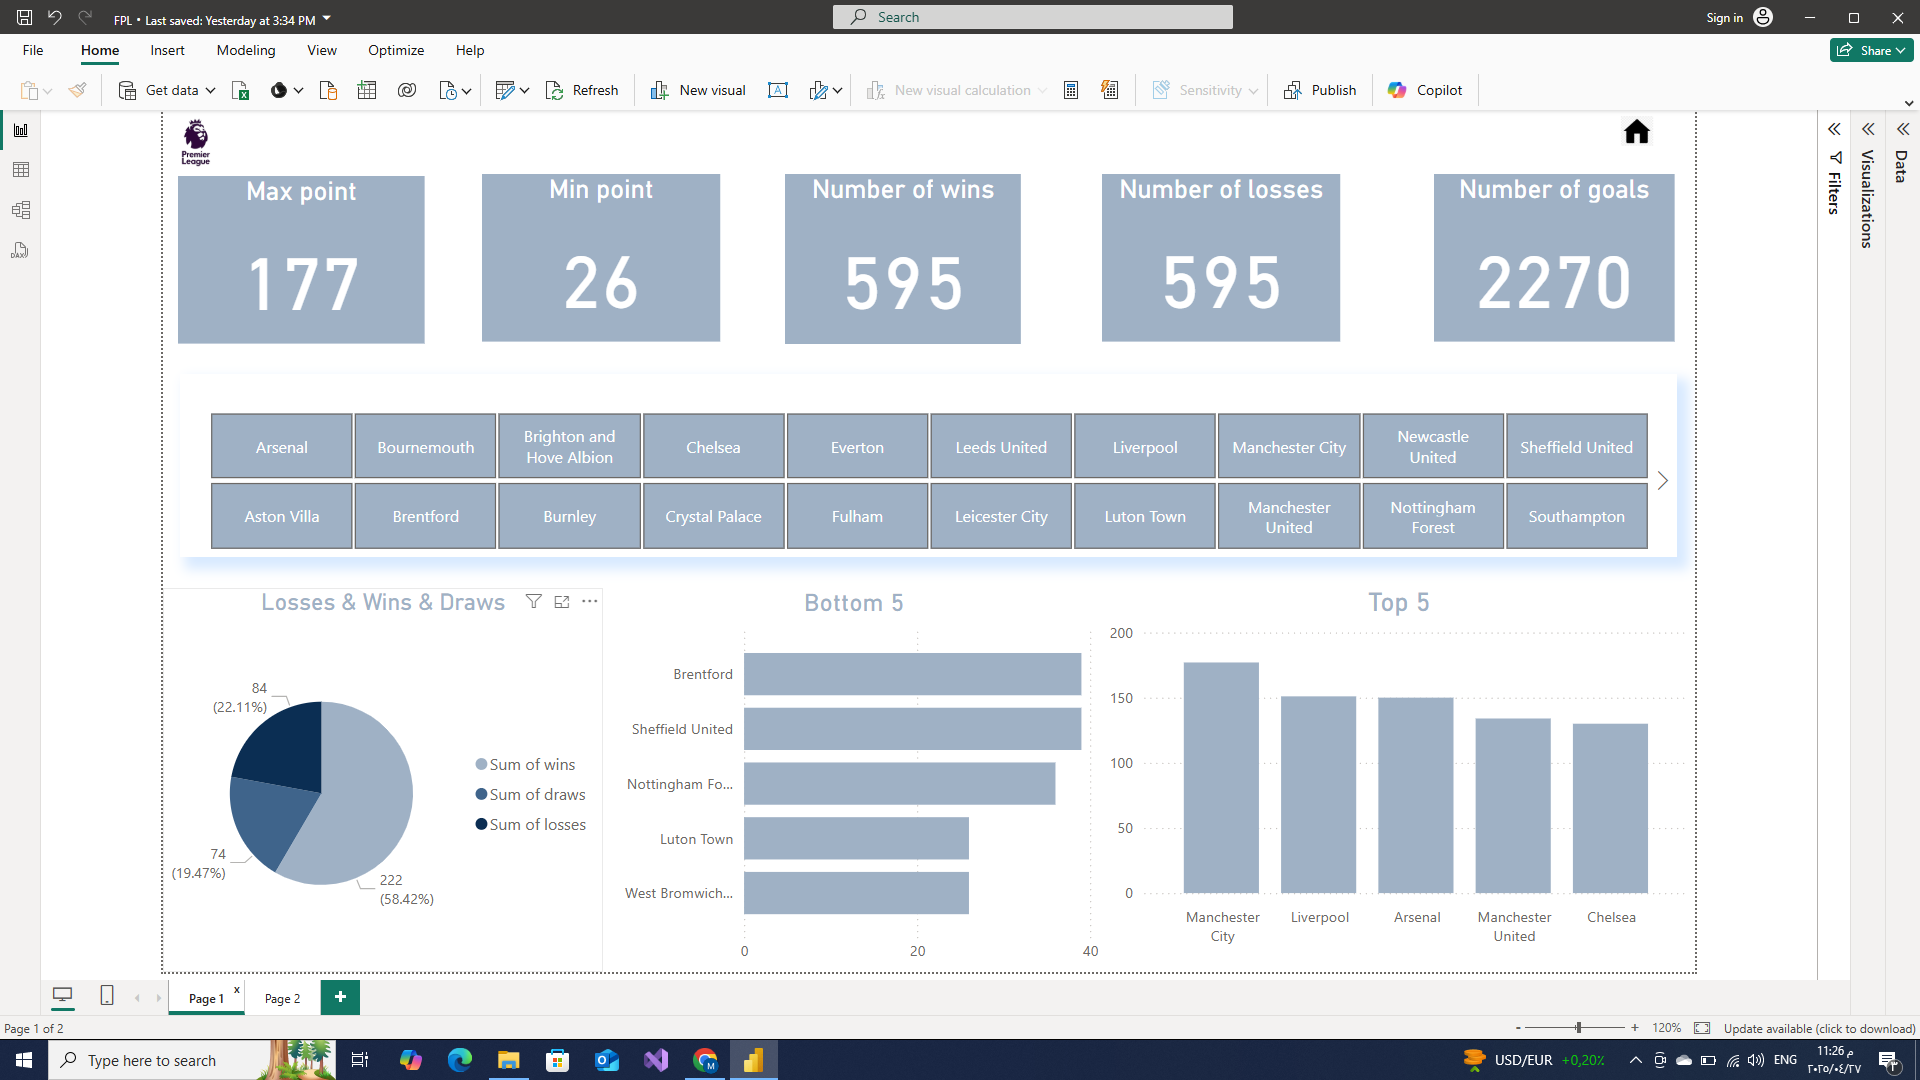 FPL • Last saved: Yesterday at 3:34 PM
Search
Sign in
File
Home
Insert
Modeling
View
Optimize
Help
Share
Get data
Refresh
New visual
New visual calculation
Sensitivity
Publish
Copilot
DAX
Premier
League
Max point
177
Min point
26
Number of wins
595
Number of losses
595
Number of goals
2270
Filters
Visualizations
Data
Arsenal
Bournemouth
Brighton and
Hove Albion
Chelsea
Everton
Leeds United
Liverpool
Manchester City
Newcastle
United
Sheffield United
Aston Villa
Brentford
Burnley
Crystal Palace
Fulham
Leicester City
Luton Town
Manchester
United
Nottingham
Forest
Southampton
Losses & Wins & Draws
84
(22.11%)
74
(19.47%)
222
(58.42%)
Sum of wins
Sum of draws
Sum of losses
Bottom 5
Brentford
Sheffield United
Nottingham Fo...
Luton Town
West Bromwich...
0
20
40
Top 5
200
150
100
50
0
Manchester
City
Liverpool
Arsenal
Manchester
United
Chelsea
Page 1
x
Page 2
+
Page 1 of 2
- + 120%
Update available (click to download)
Type here to search
USD/EUR +0,20%
ENG
11:26 م
٢٠٢٥/٠٤/٢٧
٣